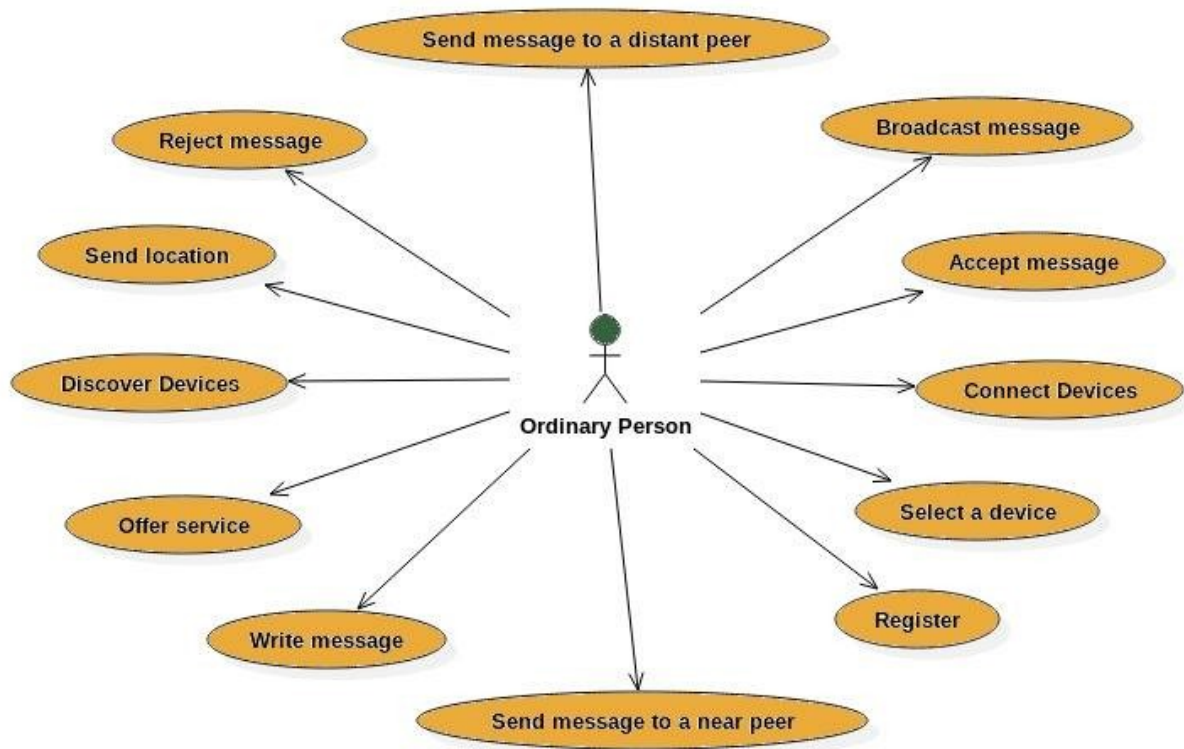 Send message to a distant peer
Broadcast message
Reject message
Send location
Accept message
Discover Devices
Connect Devices
Ordinary Person
Offer service
Select a device
Register
Write message
Send message to a near peer